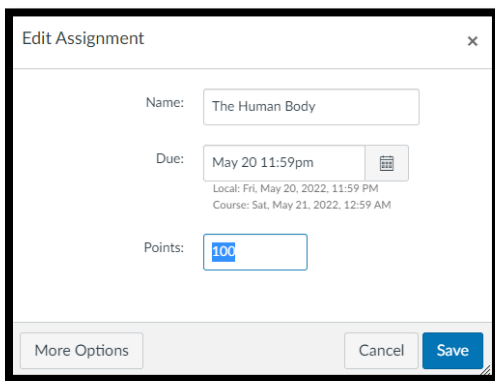 Edit Assignment ×
Name: The Human Body
Due: May 20 11:59pm
Local: Fri, May 20, 2022, 11:59 PM
Course: Sat, May 21, 2022, 12:59 AM
Points: 100
More Options Cancel Save